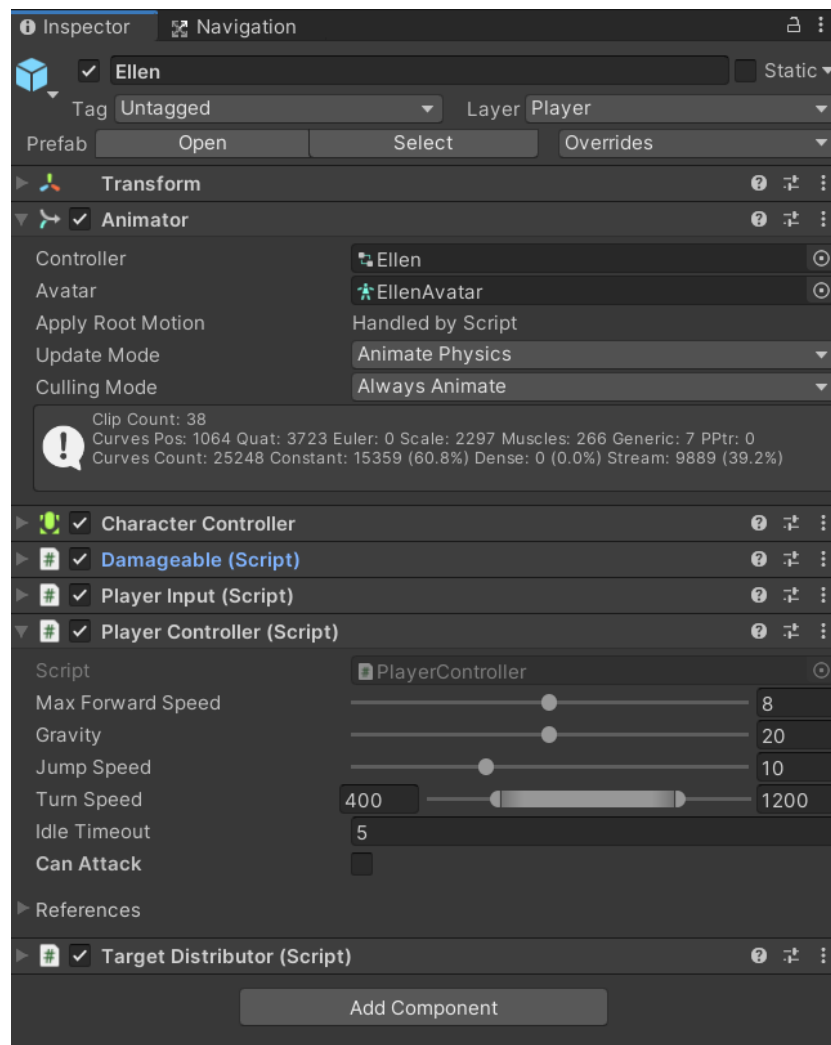 Inspector Navigation
Ellen Static
Tag Untagged Layer Player
Prefab Open Select Overrides
Transform
Animator
Controller Ellen
Avatar EllenAvatar
Apply Root Motion Handled by Script
Update Mode Animate Physics
Culling Mode Always Animate
Clip Count: 38
Curves Pos: 1064 Quat: 3723 Euler: 0 Scale: 2297 Muscles: 266 Generic: 7 PPtr: 0
Curves Count: 25248 Constant: 15359 (60.8%) Dense: 0 (0.0%) Stream: 9889 (39.2%)
Character Controller
# Damageable (Script)
# Player Input (Script)
# Player Controller (Script)
Script # PlayerController
Max Forward Speed 8
Gravity 20
Jump Speed 10
Turn Speed 400 1200
Idle Timeout 5
Can Attack
References
# Target Distributor (Script)
Add Component